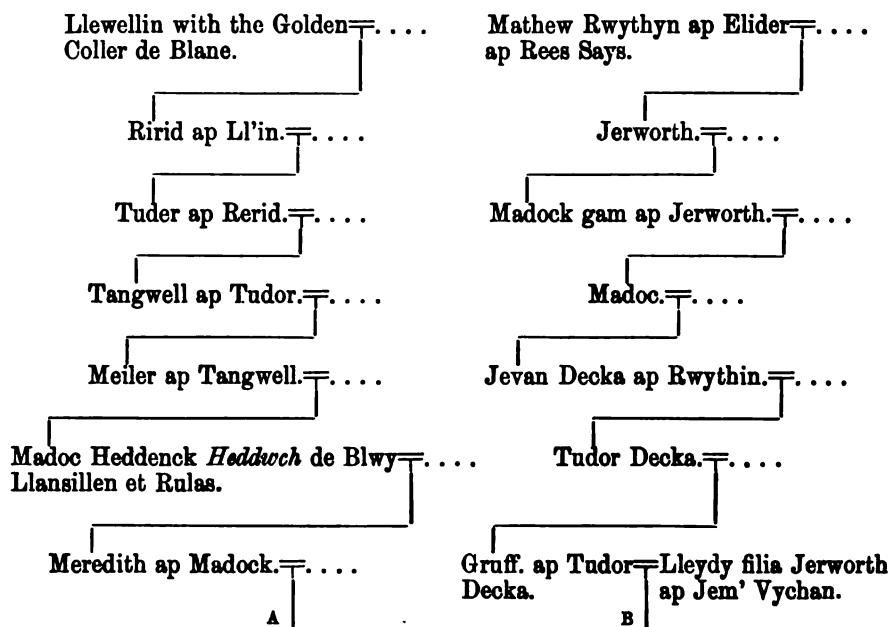 Llewellin with the Golden=. . . .
Coller de Blane.
Ririd ap Ll'in.=. . . .
Tuder ap Rerid.=. . . .
Tangwell ap Tudor.=. . . .
Meiler ap Tangwell.=. . . .
Madoc Heddenck Heddwch de Blwy=. . . .
Llansillen et Rulas.
Meredith ap Madock.=. . . .
A
Mathew Rwythyn ap Elider=. . . .
ap Rees Says.
Jerworth.=. . . .
Madock gam ap Jerworth.=. . . .
Madoc.=. . . .
Jevan Decka ap Rwythin.=. . . .
Tudor Decka.=. . . .
Gruff. ap Tudor=Lleydy filia Jerworth
Decka. ap Jem' Vychan.
B